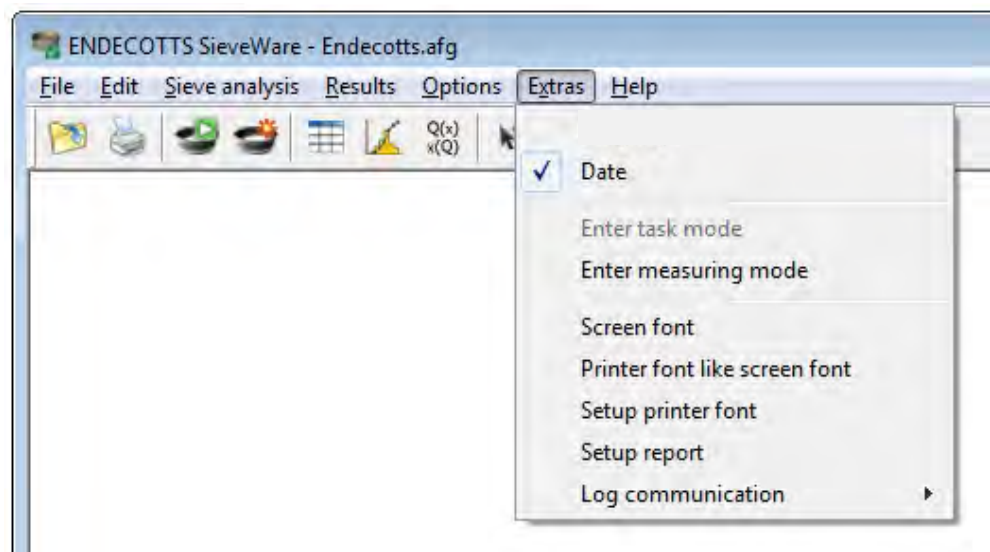 ENDECOTTS SieveWare - Endecotts.afg
File Edit Sieve analysis Results Options Extras Help
Q(x)
x(Q)
Date
Enter task mode
Enter measuring mode
Screen font
Printer font like screen font
Setup printer font
Setup report
Log communication